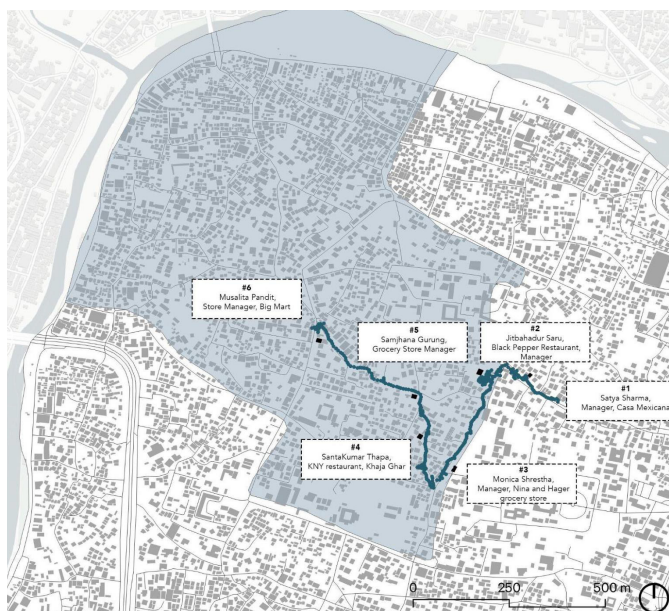 #6
Musalita Pandit,
Store Manager, Big Mart
#5
Samjhana Gurung,
Grocery Store Manager
#2
Jitbahadur Saru,
Black Pepper Restaurant,
Manager
#1
Satya Sharma,
Manager, Casa Mexicana
#4
SantaKumar Thapa,
KNY restaurant, Khaja Ghar
#3
Monica Shrestha,
Manager, Nina and Hager
grocery store
0 250 500 m